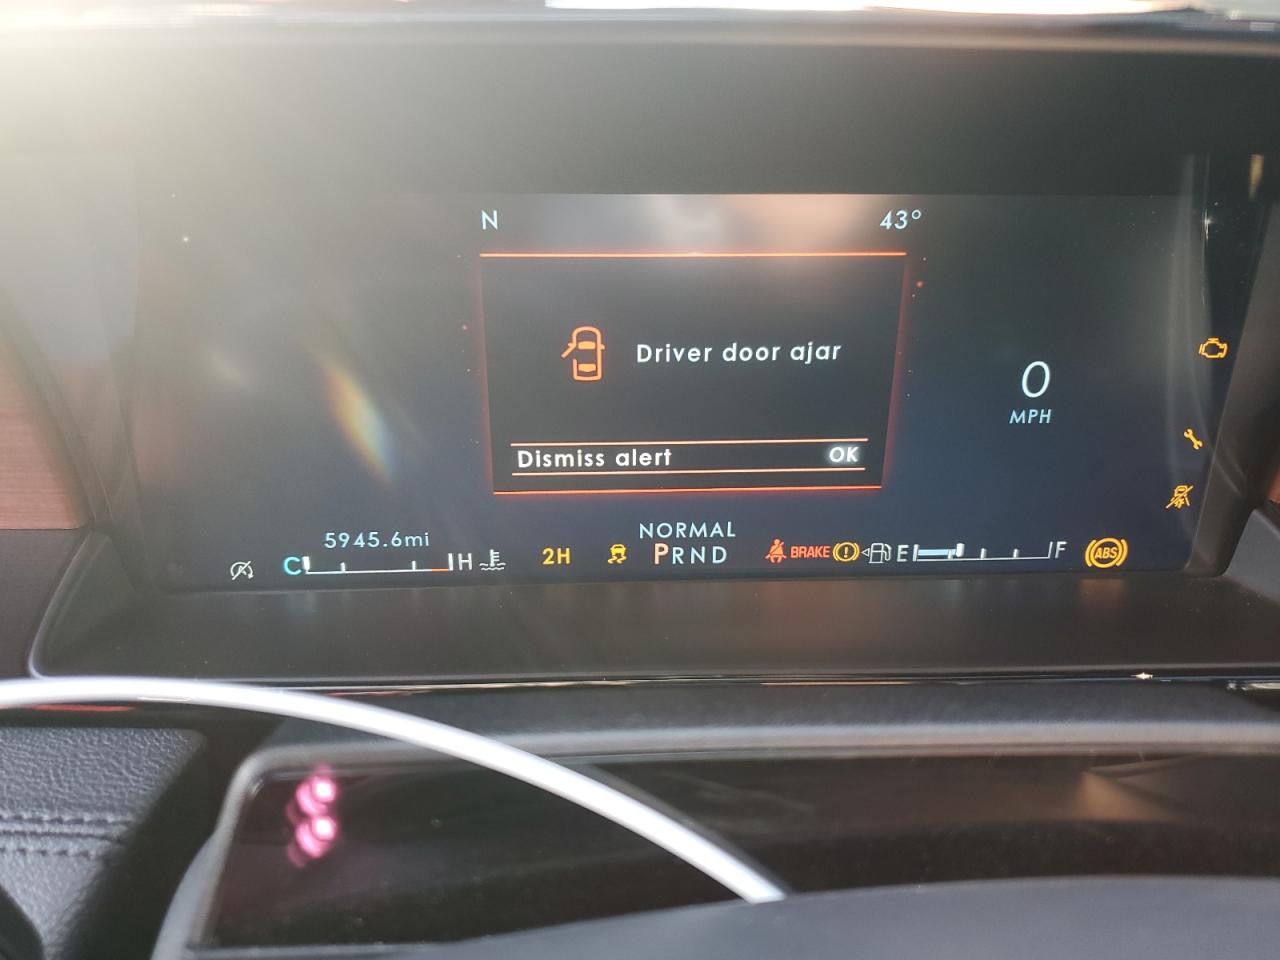 N 43°
Driver door ajar
0
MPH
Dismiss alert OK
NORMAL
5945.6mi
C H 2H PRND BRAKE E F ABS